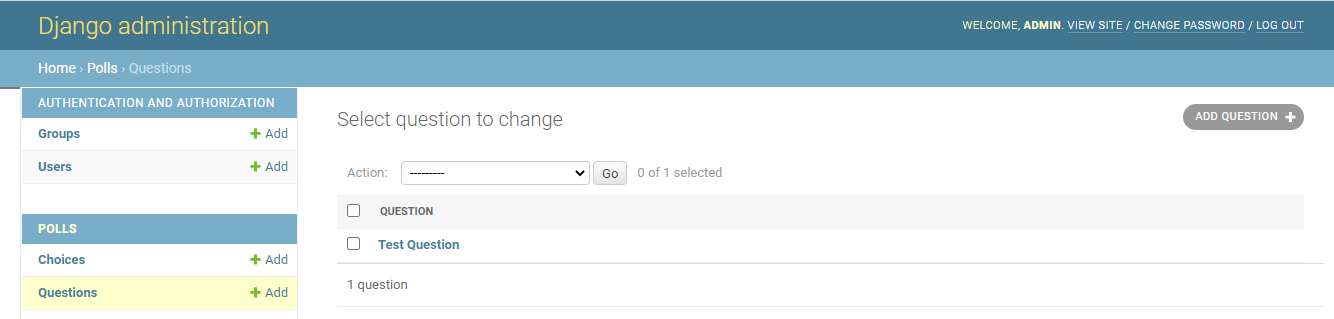 Django administration
WELCOME, ADMIN. VIEW SITE / CHANGE PASSWORD / LOG OUT
Home › Polls › Questions
AUTHENTICATION AND AUTHORIZATION
Groups + Add
Users + Add
POLLS
Choices + Add
Questions + Add
Select question to change
ADD QUESTION +
Action: --------- Go 0 of 1 selected
QUESTION
Test Question
1 question